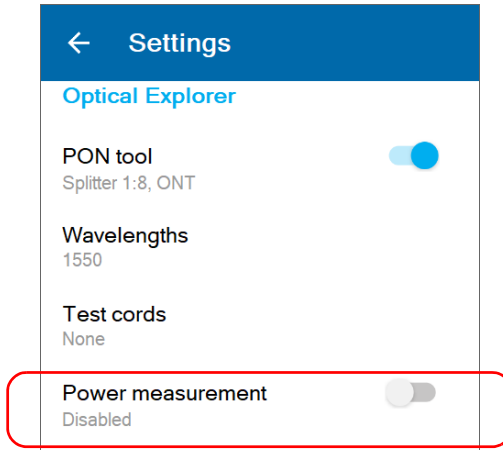 Settings
Optical Explorer
PON tool
Splitter 1:8, ONT
Wavelengths
1550
Test cords
None
Power measurement
Disabled